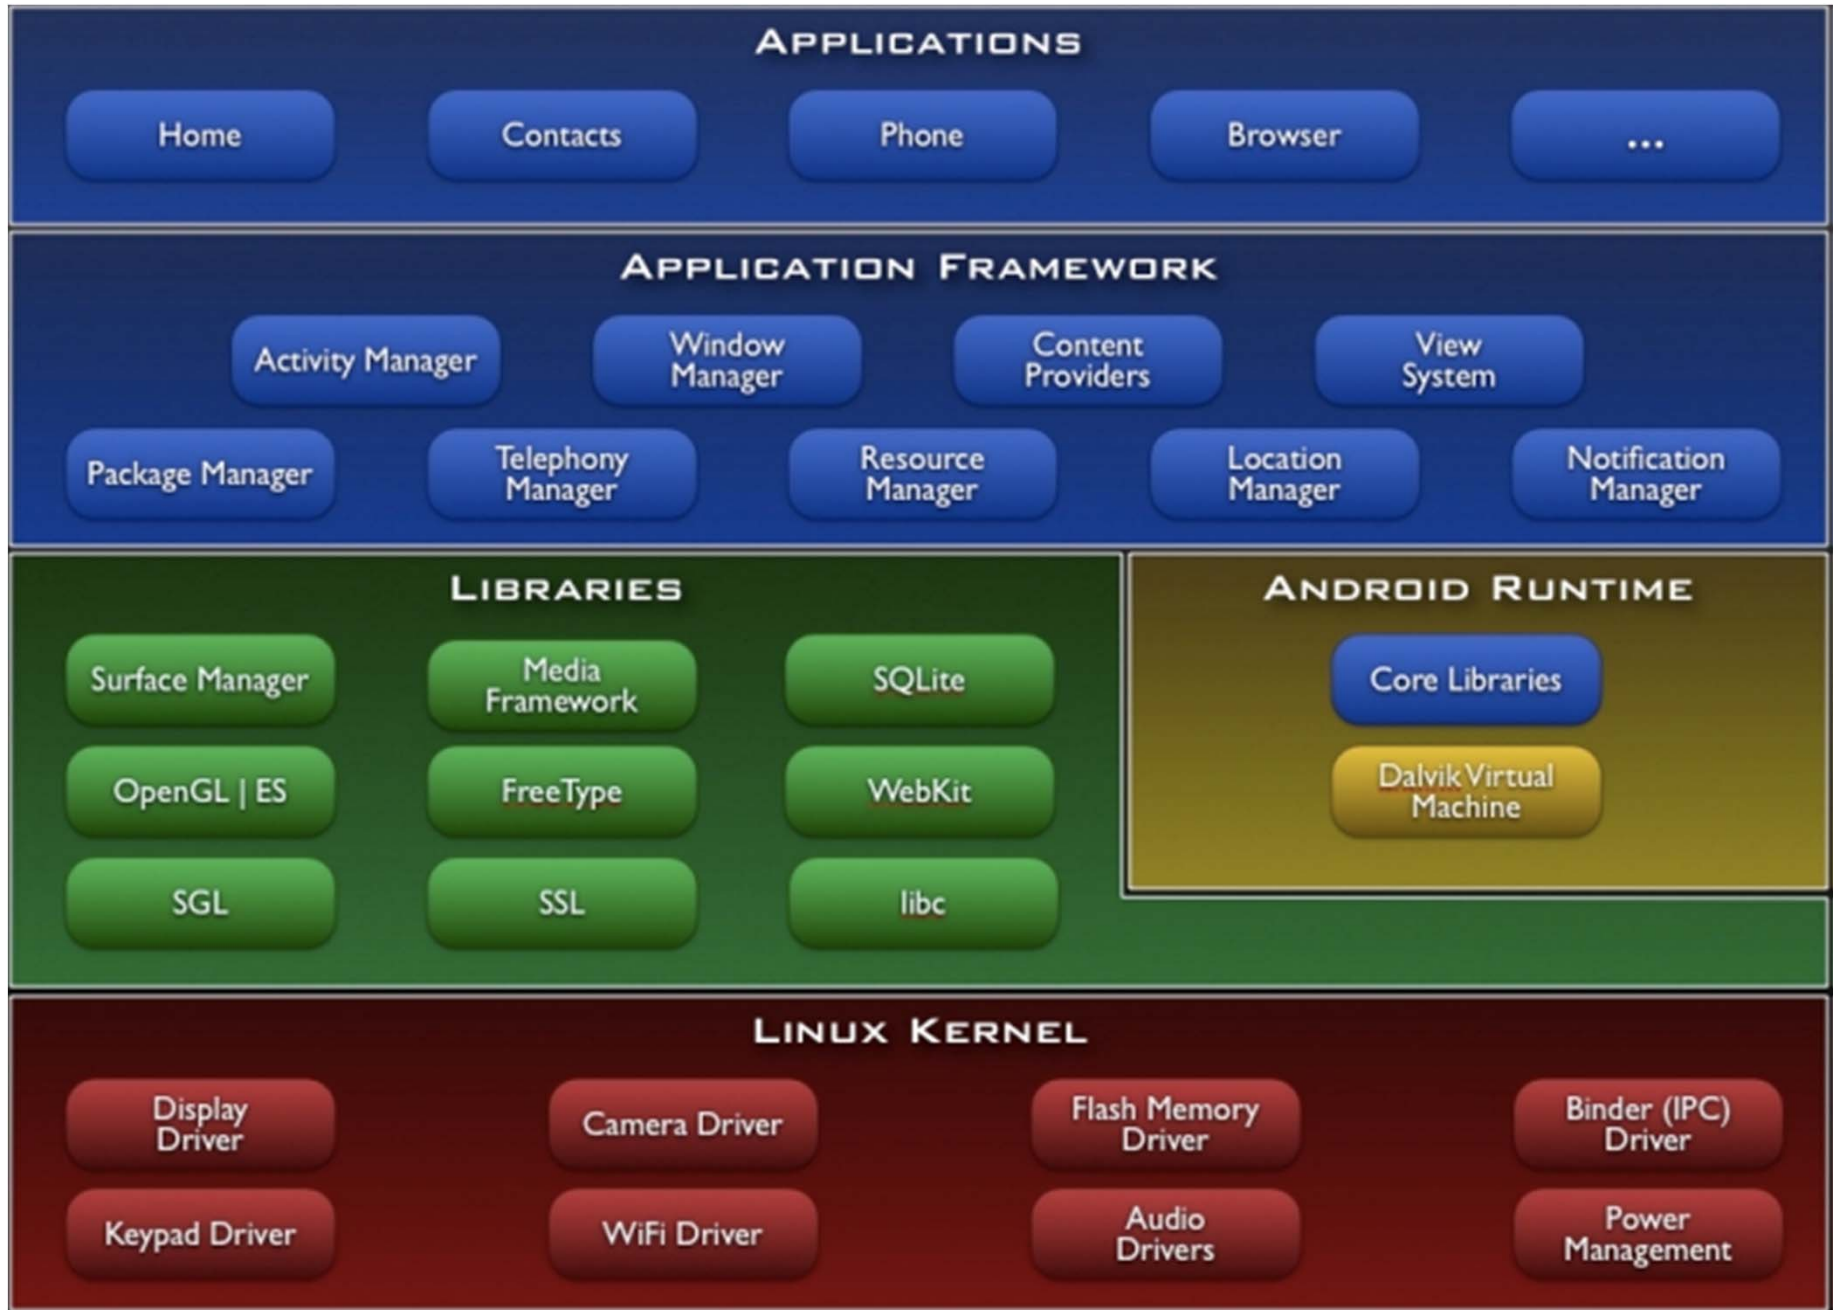 APPLICATIONS
Home
Contacts
Phone
Browser
...
APPLICATION FRAMEWORK
Activity Manager
Window
Manager
Content
Providers
View
System
Package Manager
Telephony
Manager
Resource
Manager
Location
Manager
Notification
Manager
LIBRARIES
Surface Manager
Media
Framework
SQLite
OpenGL | ES
FreeType
WebKit
SGL
SSL
libc
ANDROID RUNTIME
Core Libraries
Dalvik Virtual
Machine
LINUX KERNEL
Display
Driver
Camera Driver
Flash Memory
Driver
Binder (IPC)
Driver
Keypad Driver
WiFi Driver
Audio
Drivers
Power
Management